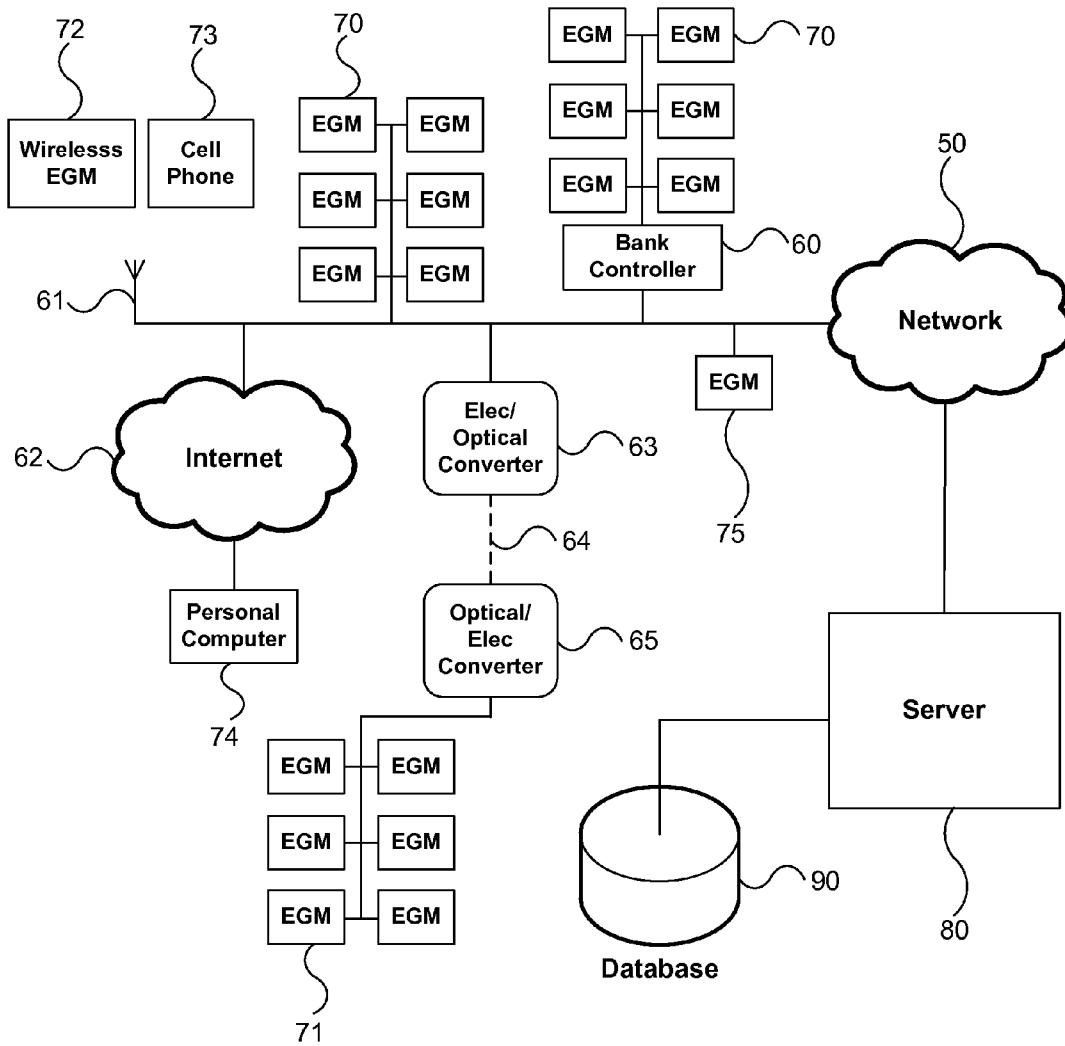 72
73
70
EGM EGM
70
Wirelesss
EGM
Cell
Phone
EGM EGM
EGM EGM
EGM EGM
EGM EGM
EGM EGM
50
Bank
Controller
60
61
Network
EGM
Elec/
Optical
Converter
63
62
Internet
75
64
Personal
Computer
Optical/
Elec
Converter
65
74
Server
EGM EGM
EGM EGM
EGM EGM
90
80
Database
71